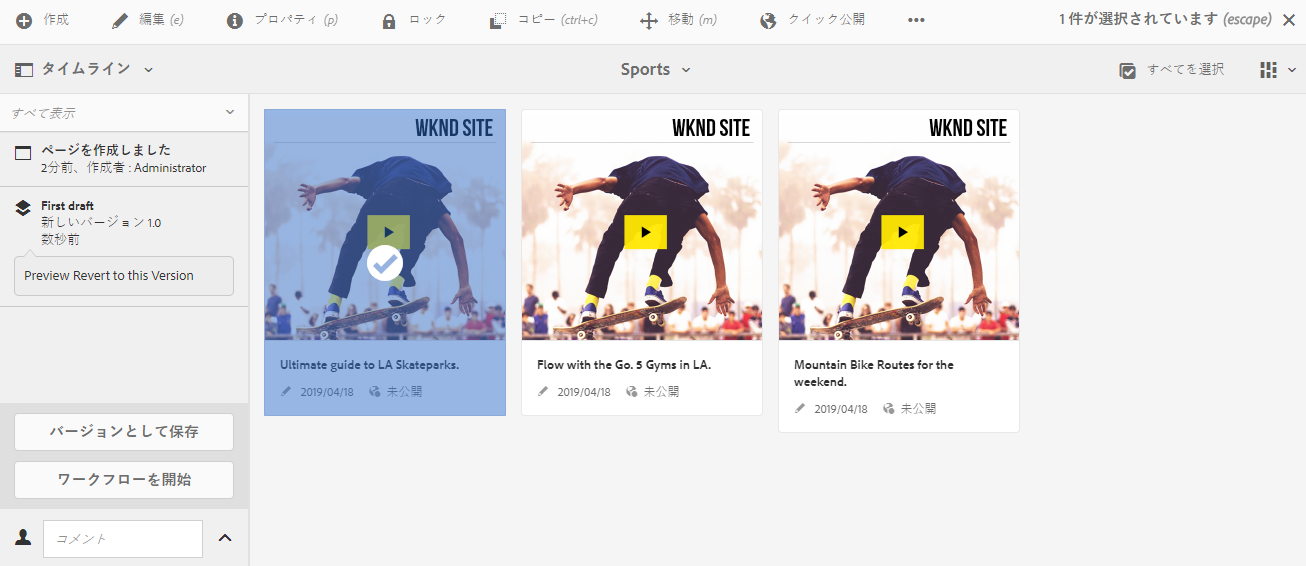 作成 編集 (e) プロパティ (p) ロック コピー (ctrl+c) 移動 (m) クイック公開 1 件が選択されています (escape)
タイムライン Sports すべてを選択
すべて表示
ページを作成しました
2分前、作成者 : Administrator
First draft
新しいバージョン 1.0
数秒前
Preview Revert to this Version
バージョンとして保存
ワークフローを開始
コメント
WKND SITE
Ultimate guide to LA Skateparks.
2019/04/18 未公開
WKND SITE
Flow with the Go. 5 Gyms in LA.
2019/04/18 未公開
WKND SITE
Mountain Bike Routes for the
weekend.
2019/04/18 未公開